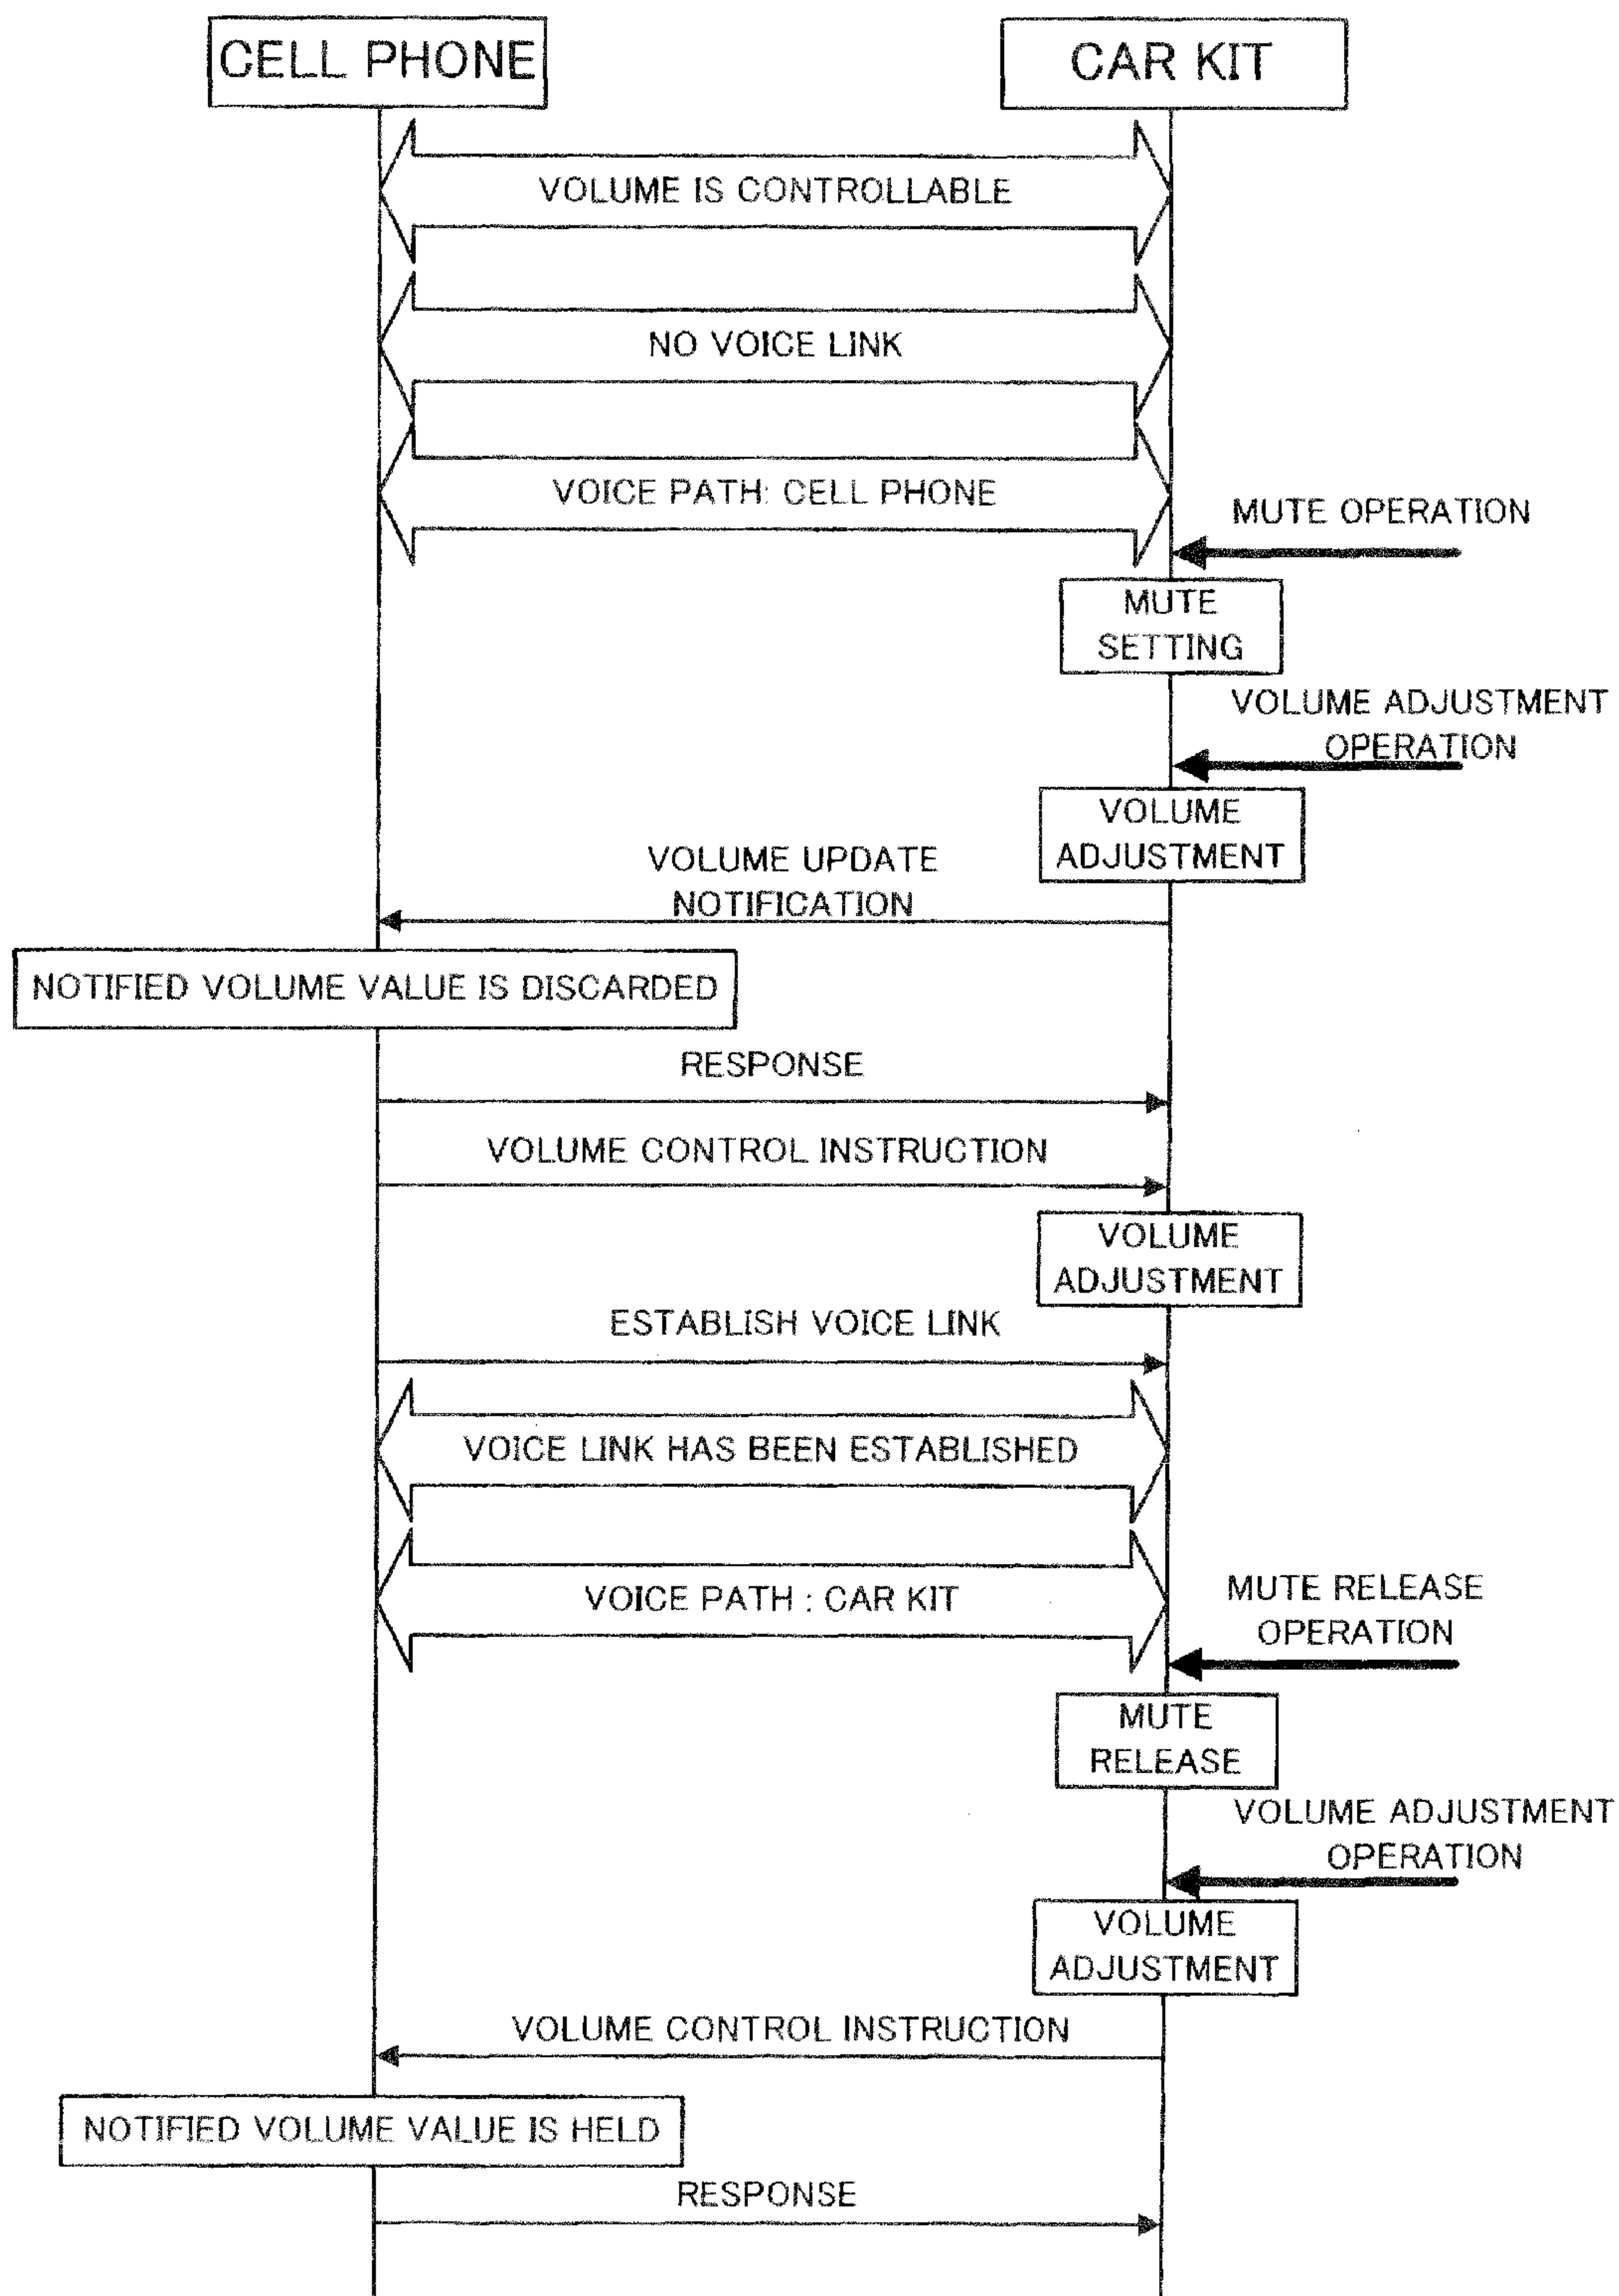 CELL PHONE
CAR KIT
VOLUME IS CONTROLLABLE
NO VOICE LINK
VOICE PATH: CELL PHONE
MUTE OPERATION
MUTE
SETTING
VOLUME ADJUSTMENT
OPERATION
VOLUME
ADJUSTMENT
VOLUME UPDATE
NOTIFICATION
NOTIFIED VOLUME VALUE IS DISCARDED
RESPONSE
VOLUME CONTROL INSTRUCTION
VOLUME
ADJUSTMENT
ESTABLISH VOICE LINK
VOICE LINK HAS BEEN ESTABLISHED
VOICE PATH : CAR KIT
MUTE RELEASE
OPERATION
MUTE
RELEASE
VOLUME ADJUSTMENT
OPERATION
VOLUME
ADJUSTMENT
VOLUME CONTROL INSTRUCTION
NOTIFIED VOLUME VALUE IS HELD
RESPONSE